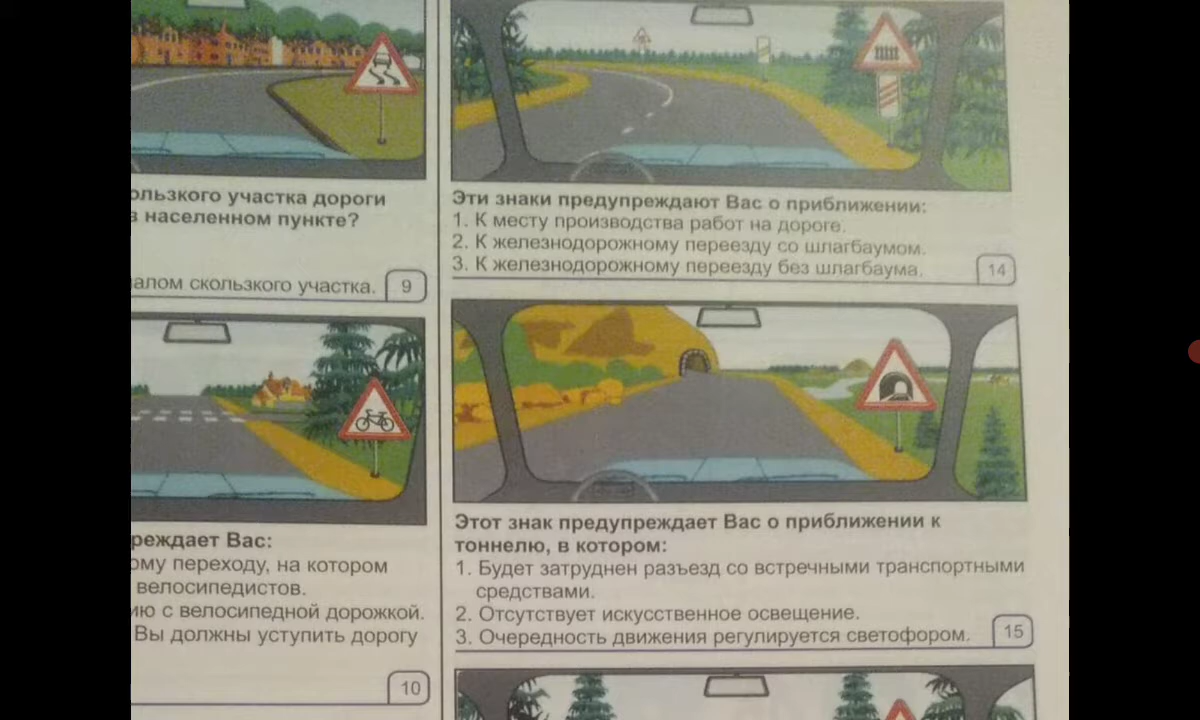 ользкого участка дороги
в населенном пункте?
алом скользкого участка.
9
реждает Вас:
ому переходу, на котором
велосипедистов.
ию с велосипедной дорожкой.
Вы должны уступить дорогу
10
Эти знаки предупреждают Вас о приближении:
1. К месту производства работ на дороге.
2. К железнодорожному переезду со шлагбаумом.
3. К железнодорожному переезду без шлагбаума.
14
Этот знак предупреждает Вас о приближении к
тоннелю, в котором:
1. Будет затруднен разъезд со встречными транспортными
средствами.
2. Отсутствует искусственное освещение.
3. Очередность движения регулируется светофором.
15